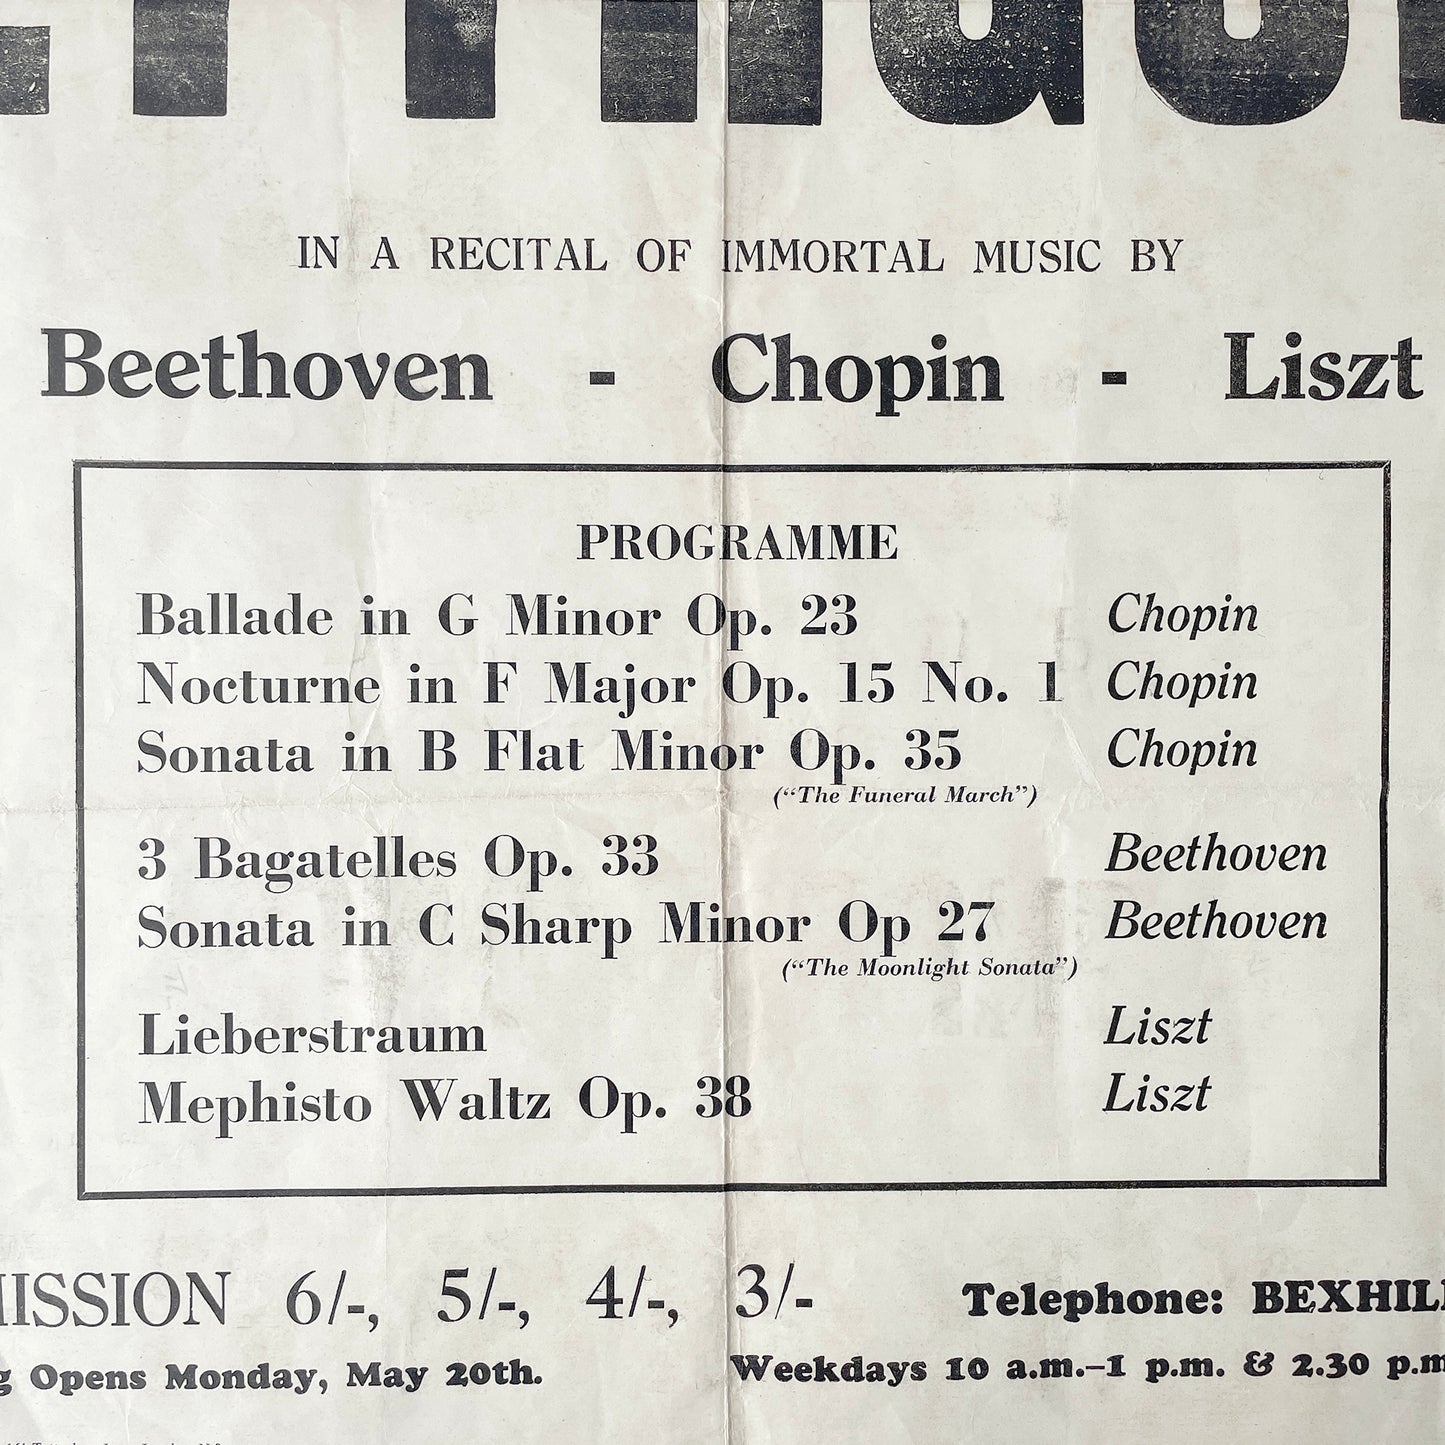 IN A RECITAL OF IMMORTAL MUSIC BY
Beethoven - Chopin - Liszt
PROGRAMME
Ballade in G Minor Op. 23 Chopin
Nocturne in F Major Op. 15 No. 1 Chopin
Sonata in B Flat Minor Op. 35 Chopin
(“The Funeral March”)
3 Bagatelles Op. 33 Beethoven
Sonata in C Sharp Minor Op 27 Beethoven
(“The Moonlight Sonata”)
Lieberstraum Liszt
Mephisto Waltz Op. 38 Liszt
MISSION 6/-, 5/-, 4/-, 3/- Telephone: BEXHILL
g Opens Monday, May 20th. Weekdays 10 a.m.–1 p.m. & 2.30 p.m